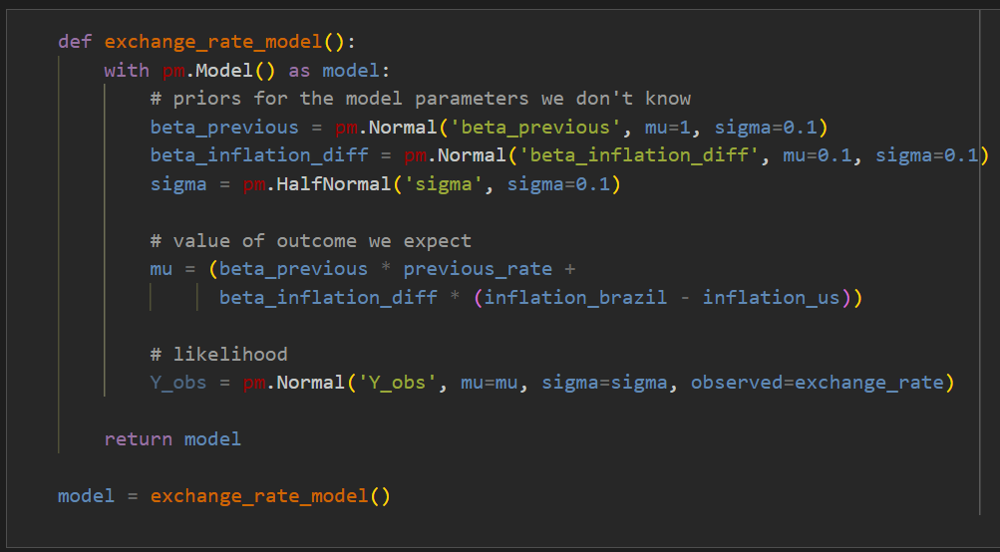 def exchange_rate_model():
    with pm.Model() as model:
        # priors for the model parameters we don't know
        beta_previous = pm.Normal('beta_previous', mu=1, sigma=0.1)
        beta_inflation_diff = pm.Normal('beta_inflation_diff', mu=0.1, sigma=0.1)
        sigma = pm.HalfNormal('sigma', sigma=0.1)

        # value of outcome we expect
        mu = (beta_previous * previous_rate +
              beta_inflation_diff * (inflation_brazil - inflation_us))

        # likelihood
        Y_obs = pm.Normal('Y_obs', mu=mu, sigma=sigma, observed=exchange_rate)

    return model

model = exchange_rate_model()